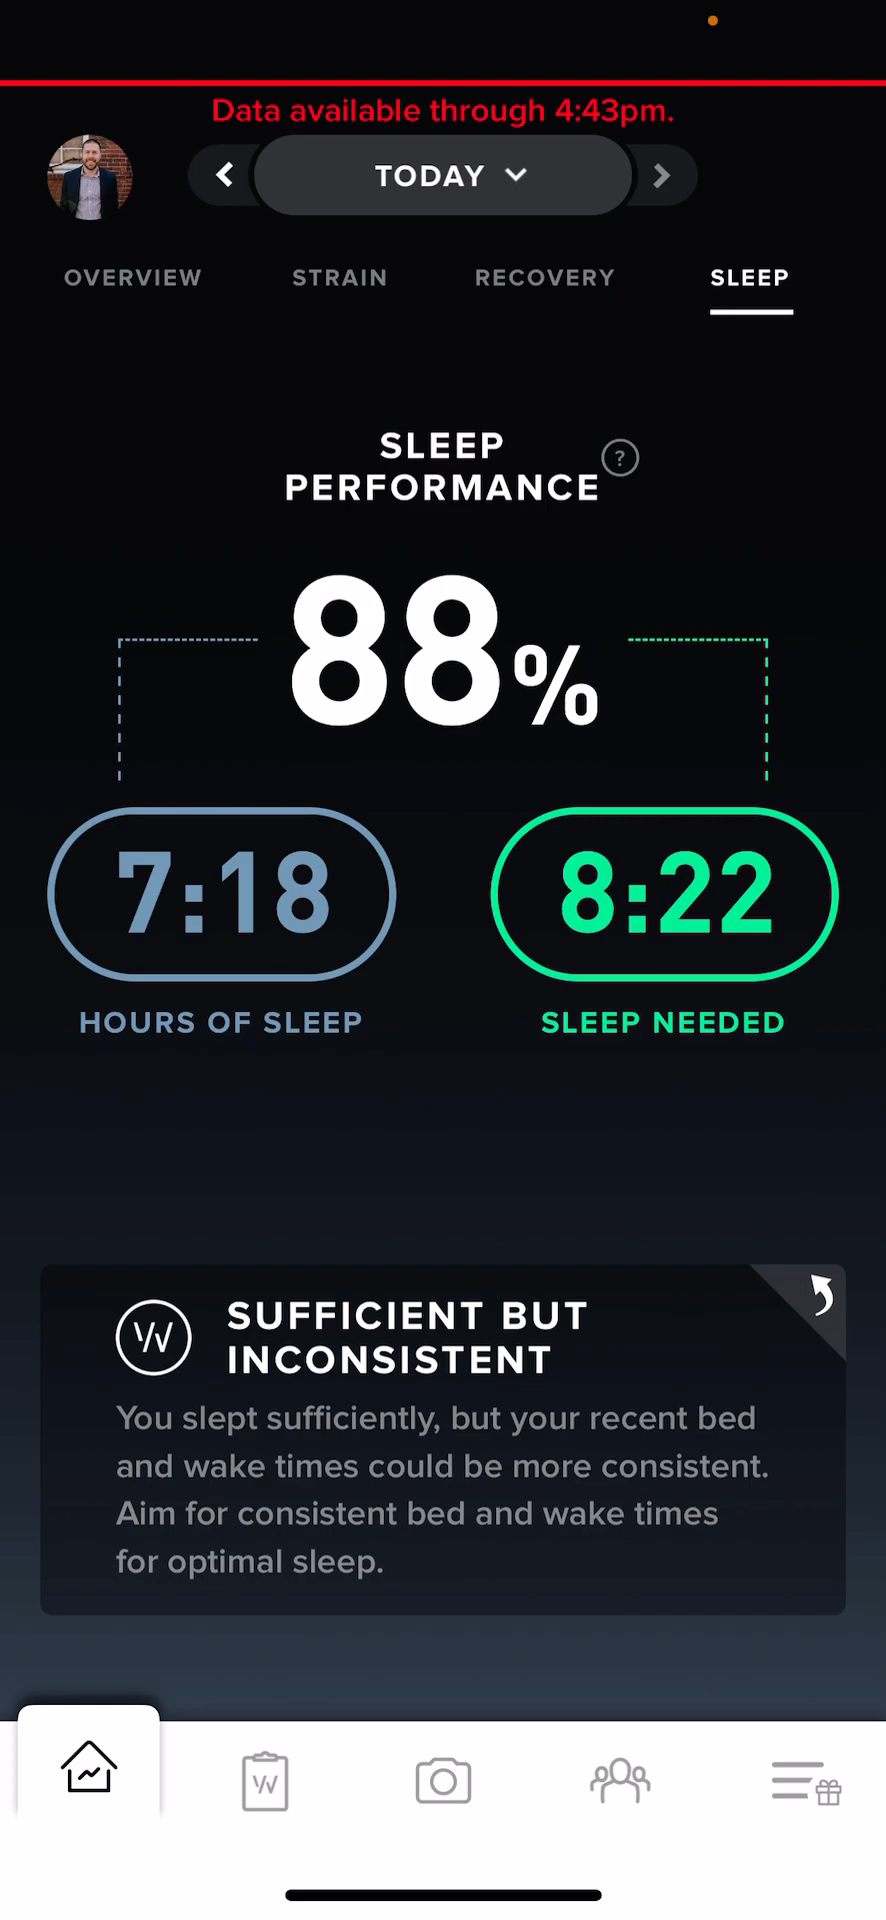 Data available through 4:43pm.
TODAY
OVERVIEW STRAIN RECOVERY SLEEP
SLEEP
PERFORMANCE ?
88%
7:18 8:22
HOURS OF SLEEP SLEEP NEEDED
SUFFICIENT BUT
INCONSISTENT
You slept sufficiently, but your recent bed
and wake times could be more consistent.
Aim for consistent bed and wake times
for optimal sleep.